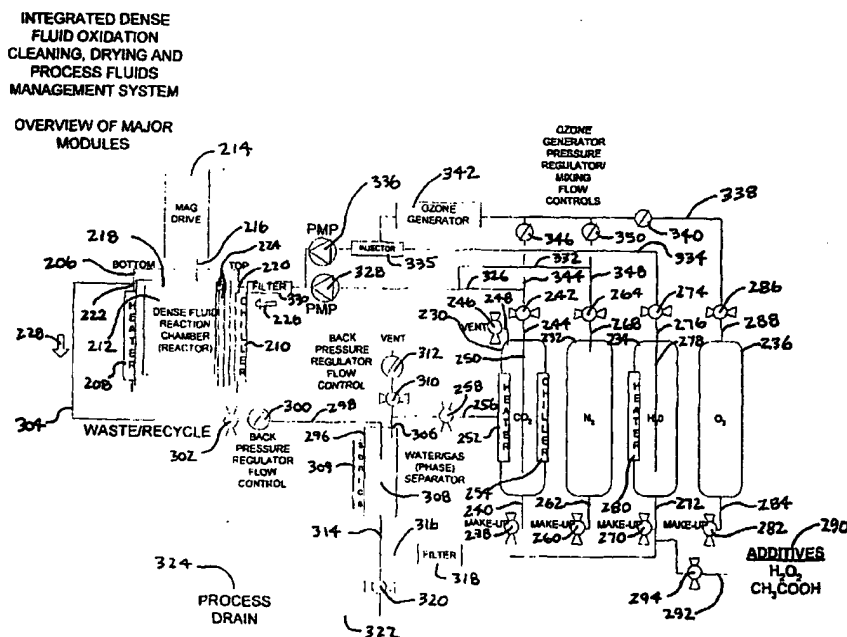 INTEGRATED DENSE
FLUID OXIDATION
CLEANING, DRYING AND
PROCESS FLUIDS
MANAGEMENT SYSTEM
OVERVIEW OF MAJOR
MODULES
214
MAG
DRIVE
216
218
224
206
BOTTOM
TOP
220
222
HEATER
212
DENSE FLUID
REACTION
CHAMBER
(REACTOR)
208
CHILLER
210
FILTER
330
228
228
304
WASTE/RECYCLE
302
300
298
BACK
PRESSURE
REGULATOR
FLOW
CONTROL
342
OZONE
GENERATOR
336
PMP
INJECTOR
335
328
PMP
326
332
OZONE
GENERATOR
PRESSURE
REGULATOR/
MIXING
FLOW
CONTROLS
338
346
350
340
334
344
348
BACK
PRESSURE
REGULATOR
FLOW
CONTROL
VENT
312
310
306
258
256
246
VENT
230
248
242
264
274
286
244
268
276
288
232
234
278
236
250
HEATER
CHILLER
CO2
N2
HEATER
H2O
O2
252
254
280
240
262
272
284
MAKE-UP
238
MAKE-UP
260
MAKE-UP
270
MAKE-UP
282
290
ADDITIVES
H2O2
CH3COOH
294
292
296
309
SONICS
WATER/GAS
(PHASE)
SEPARATOR
308
314
316
FILTER
318
320
322
324
PROCESS
DRAIN